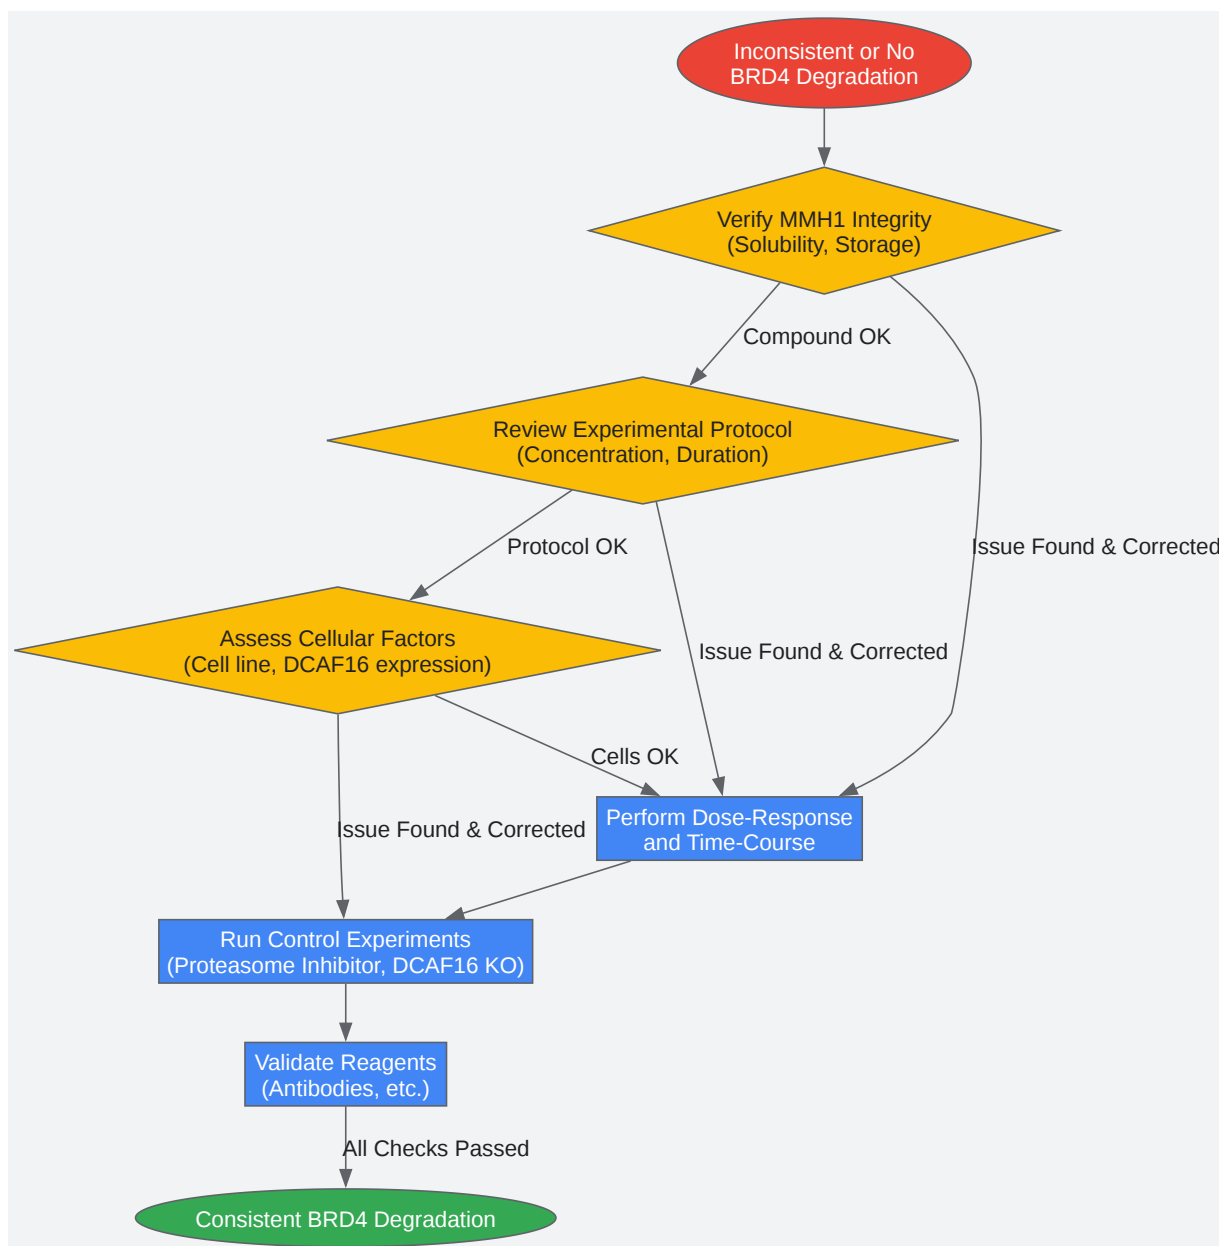 Inconsistent or No
BRD4 Degradation
Verify MMH1 Integrity
(Solubility, Storage)
Compound OK
Review Experimental Protocol
(Concentration, Duration)
Protocol OK
Issue Found & Corrected
Assess Cellular Factors
(Cell line, DCAF16 expression)
Issue Found & Corrected
Cells OK
Perform Dose-Response
and Time-Course
Issue Found & Corrected
Run Control Experiments
(Proteasome Inhibitor, DCAF16 KO)
Validate Reagents
(Antibodies, etc.)
All Checks Passed
Consistent BRD4 Degradation